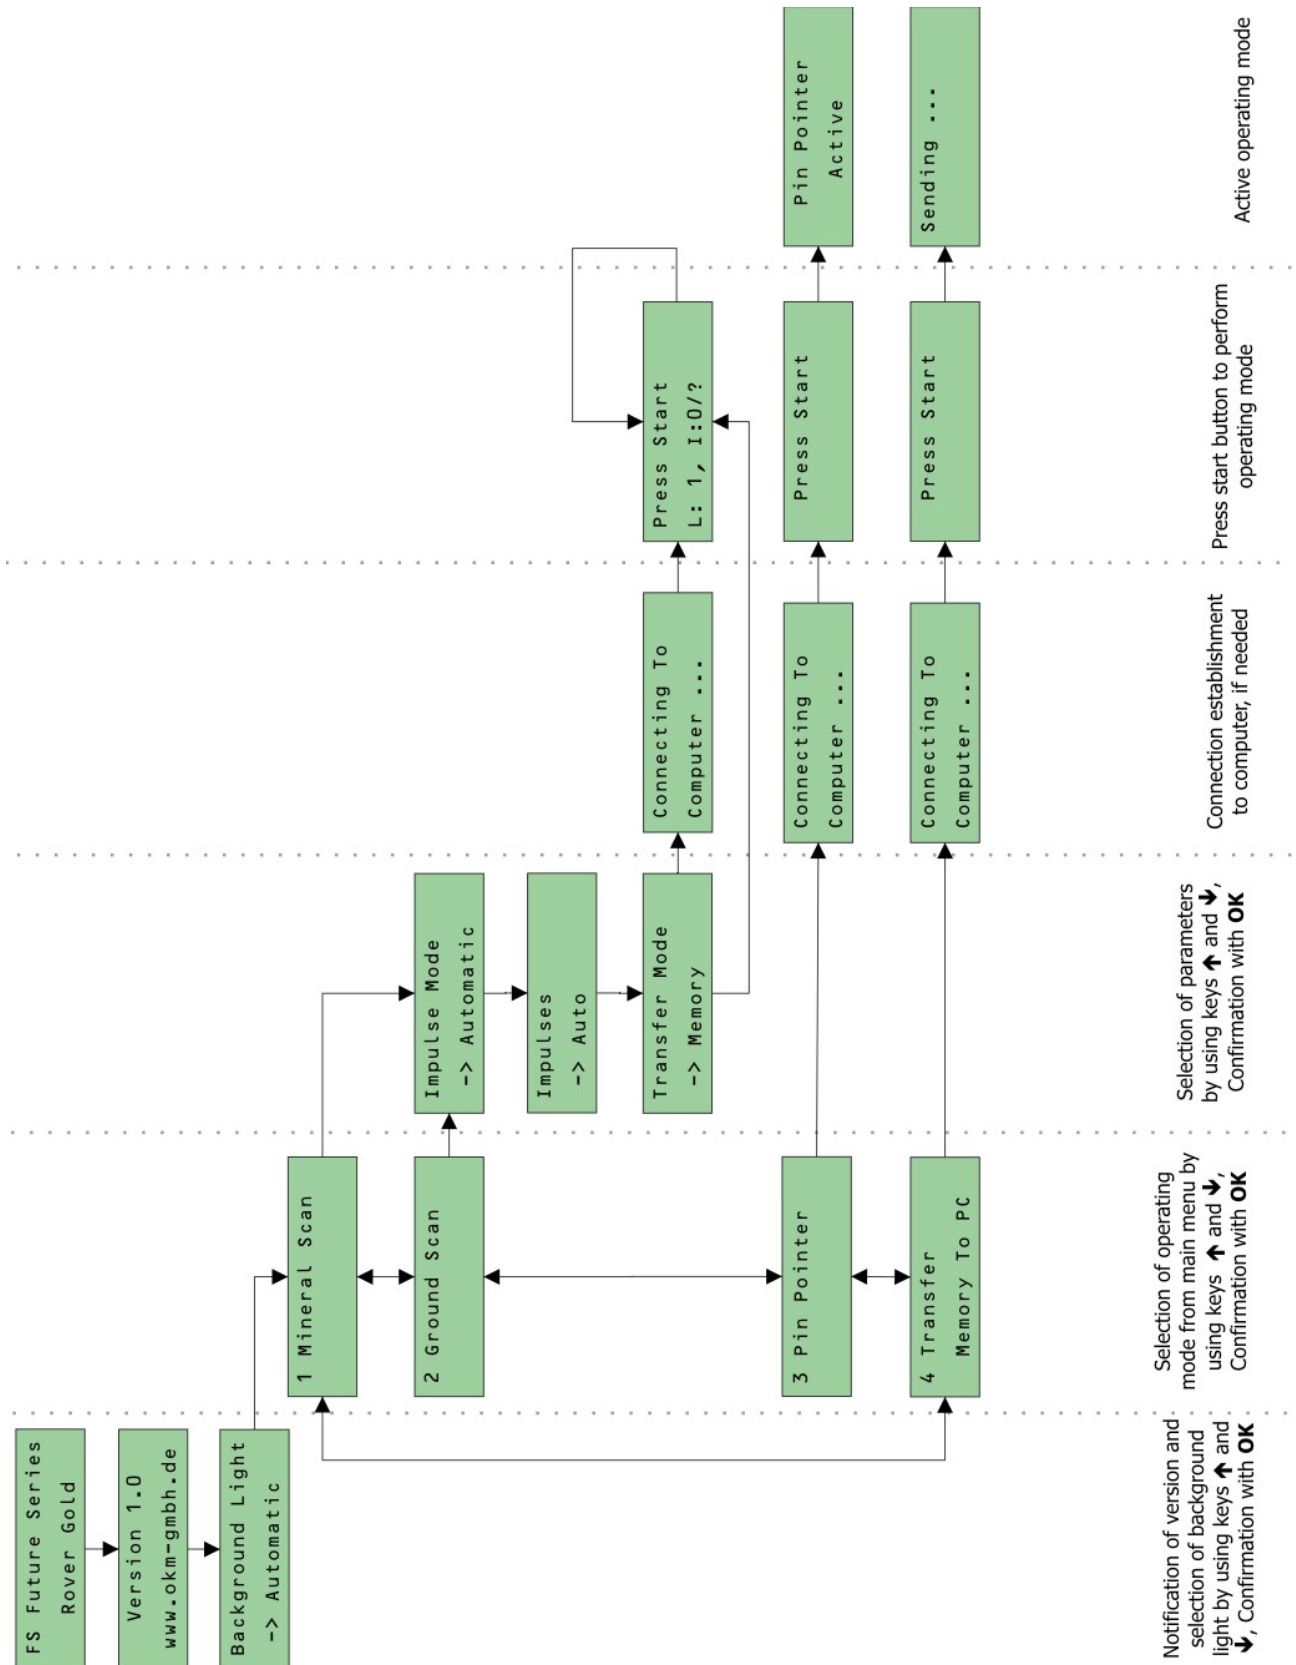 FS Future Series
Rover Gold
Version 1.0
www.okm-gmbh.de
Background Light
-> Automatic
1 Mineral Scan
2 Ground Scan
3 Pin Pointer
4 Transfer
Memory To PC
Impulse Mode
-> Automatic
Impulses
-> Auto
Transfer Mode
-> Memory
Connecting To
Computer ...
Connecting To
Computer ...
Connecting To
Computer ...
Press Start
L: 1, I:0/?
Press Start
Press Start
Pin Pointer
Active
Sending ...
Notification of version and
selection of background
light by using keys ↑ and
↓, Confirmation with OK
Selection of operating
mode from main menu by
using keys ↑ and ↓,
Confirmation with OK
Selection of parameters
by using keys ↑ and ↓,
Confirmation with OK
Connection establishment
to computer, if needed
Press start button to perform
operating mode
Active operating mode